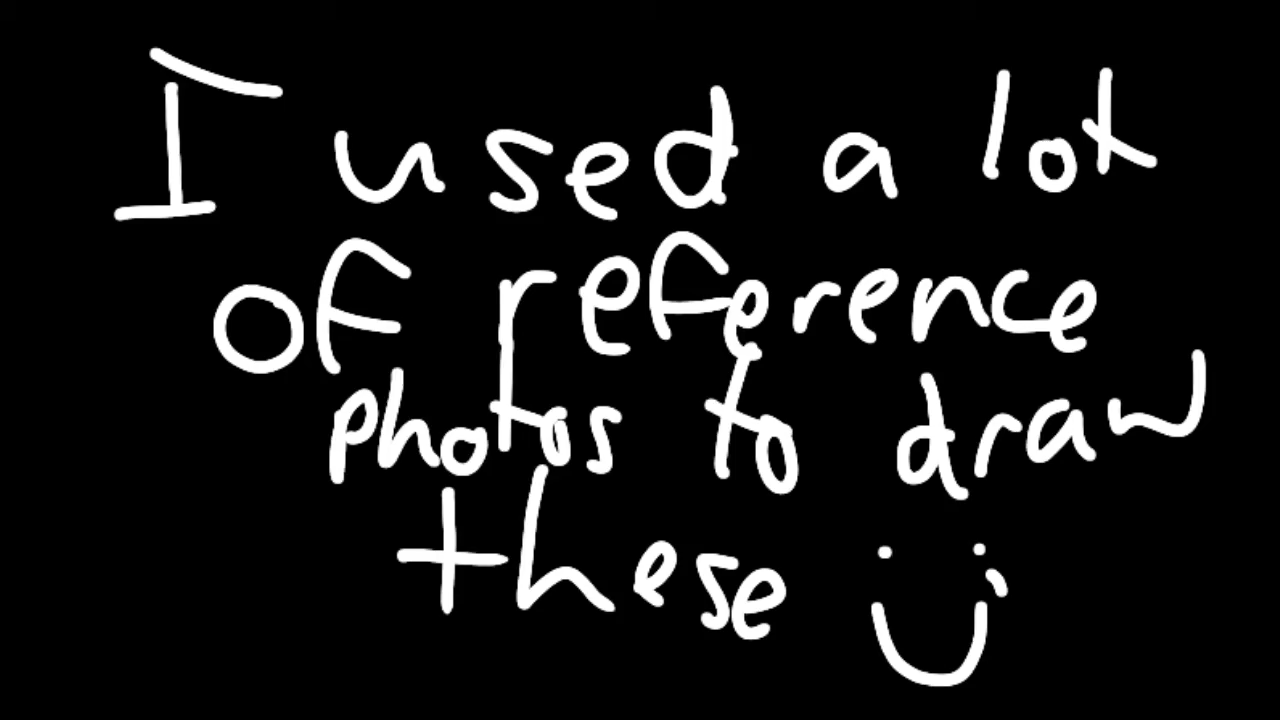 I used a lot
of reference
photos to draw
these